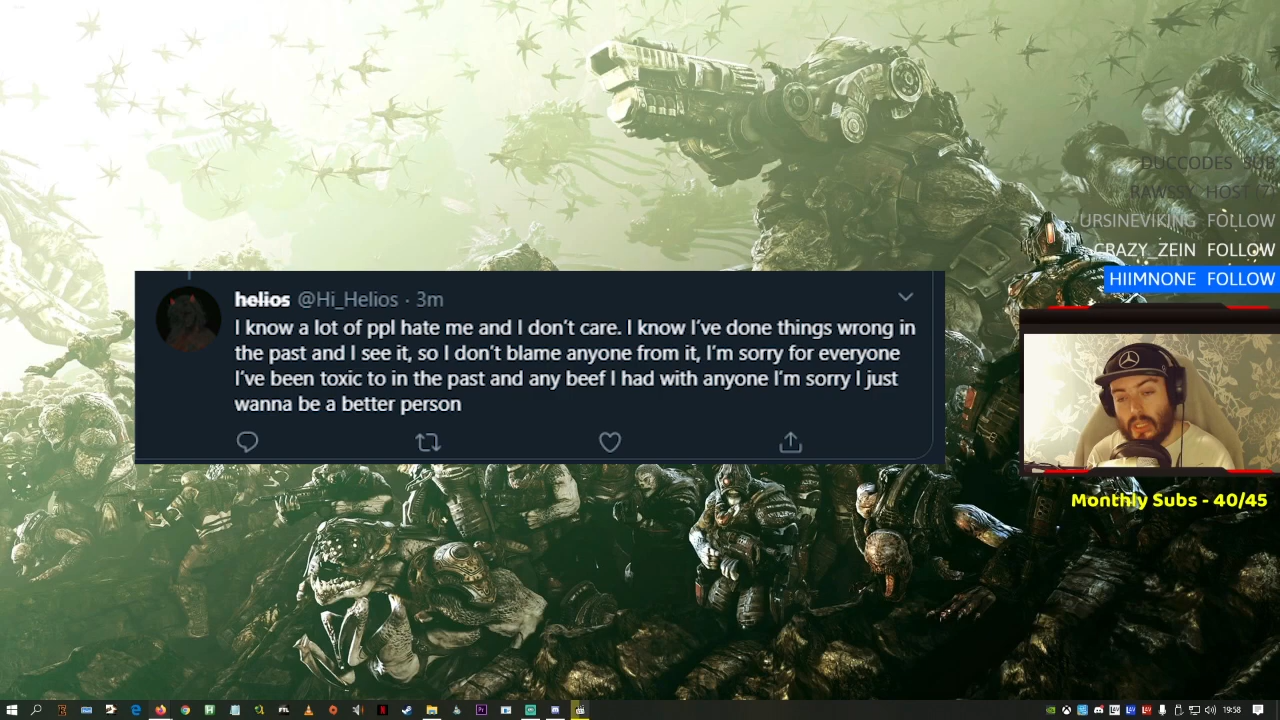 DUCCODES SUB
RAWSSY HOST (7)
URSINEVIKING FOLLOW
CRAZY_ZEIN FOLLOW
HIIMNONE FOLLOW
helios @Hi_Helios · 3m
I know a lot of ppl hate me and I don't care. I know I've done things wrong in
the past and I see it, so I don't blame anyone from it, I'm sorry for everyone
I've been toxic to in the past and any beef I had with anyone I'm sorry I just
wanna be a better person
Monthly Subs - 40/45
19:58